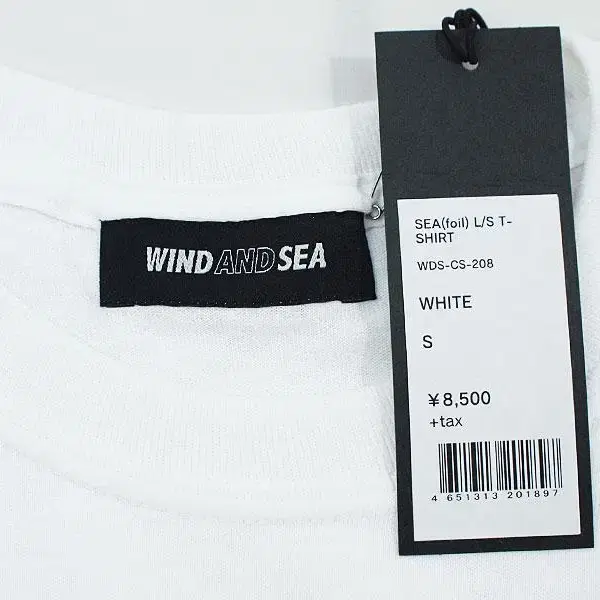 WIND AND SEA
SEA(foil) L/S T-
SHIRT
WDS-CS-208
WHITE
S
¥8,500
+tax
4 651313 201897